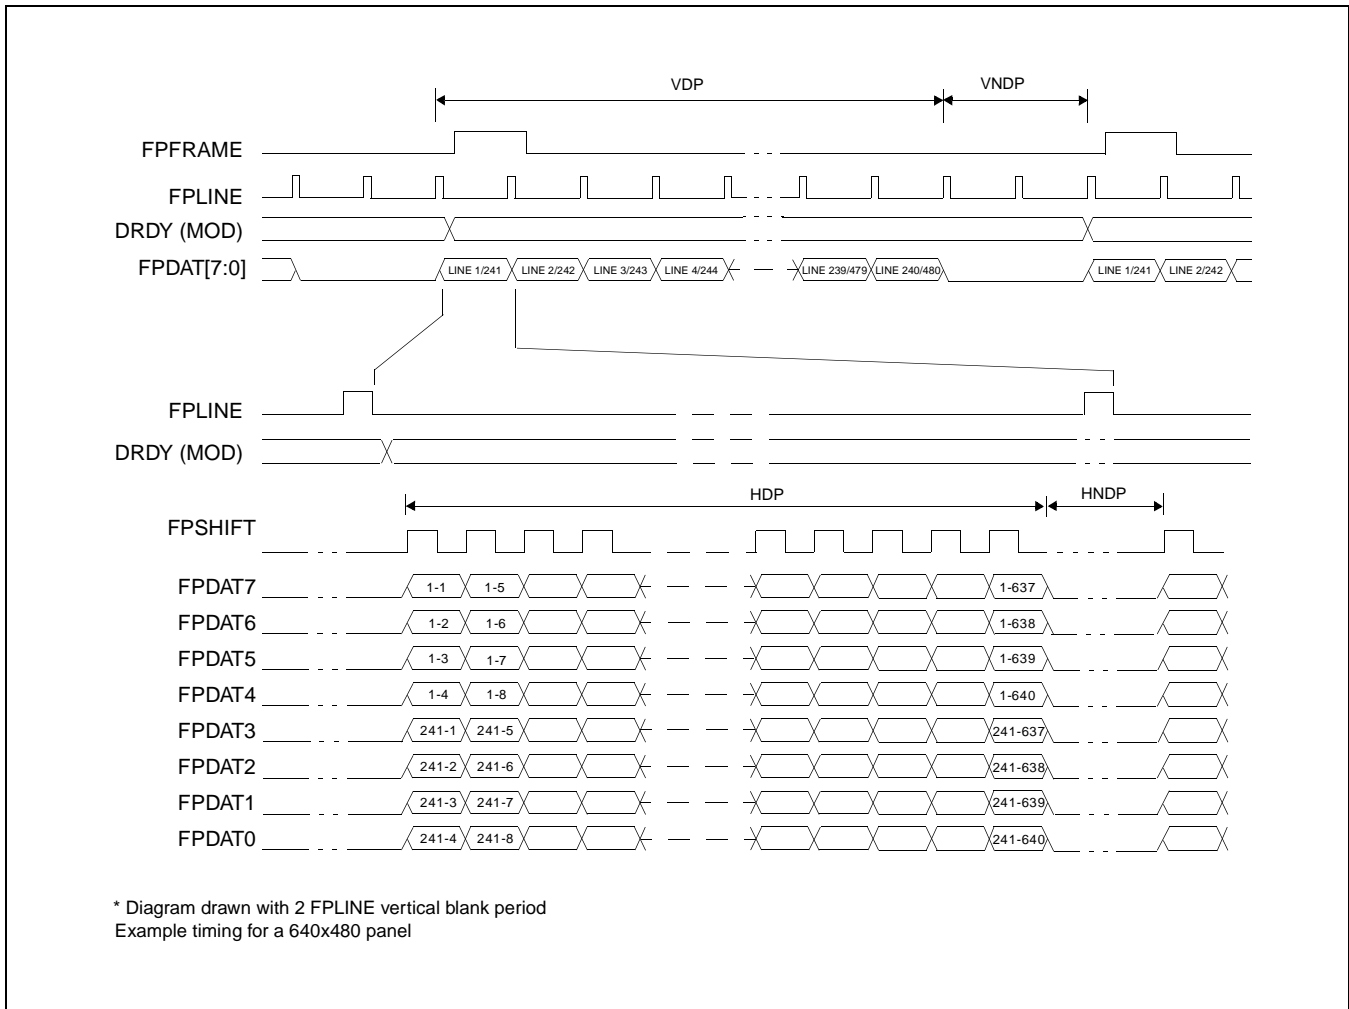 VDP VNDP
FPFRAME
FPLINE
DRDY (MOD)
FPDAT[7:0] LINE 1/241 LINE 2/242 LINE 3/243 LINE 4/244 LINE 239/479 LINE 240/480 LINE 1/241 LINE 2/242
FPLINE
DRDY (MOD)
HDP HNDP
FPSHIFT
FPDAT7 1-1 1-5 1-637
FPDAT6 1-2 1-6 1-638
FPDAT5 1-3 1-7 1-639
FPDAT4 1-4 1-8 1-640
FPDAT3 241-1 241-5 241-637
FPDAT2 241-2 241-6 241-638
FPDAT1 241-3 241-7 241-639
FPDAT0 241-4 241-8 241-640
* Diagram drawn with 2 FPLINE vertical blank period
Example timing for a 640x480 panel